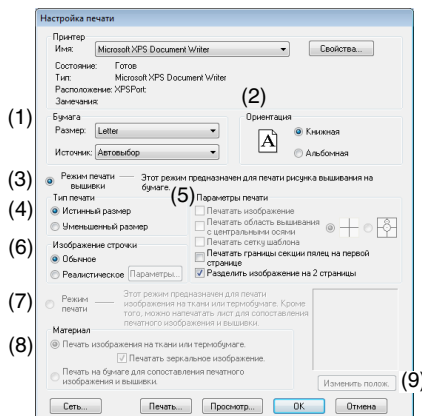 Настройка печати
Принтер
Имя: Microsoft XPS Document Writer Свойства...
Состояние: Готов
Тип: Microsoft XPS Document Writer
Расположение: XPSPort:
Замечания:
(2)
(1) Бумага Ориентация
Размер: Letter Книжная
A
Источник: Автовыбор Альбомная
(3) Режим печати вышивки Этот режим предназначен для печати рисунка вышивания на бумаге.
(5)
Тип печати Параметры печати
(4) Истинный размер Печатать изображение
Уменьшенный размер Печатать область вышивания с центральными осями
Печатать сетку шаблона
(6) Изображение строчки Печатать границы секции пялец на первой странице
Обычное
Реалистическое Параметры... Разделить изображение на 2 страницы
(7) Режим печати Этот режим предназначен для печати
изображения на ткани или термобумаге. Кроме
того, можно напечатать лист для сопоставления
печатного изображения и вышивки.
(8) Материал
Печать изображения на ткани или термобумаге.
Печатать зеркальное изображение.
Печать на бумаге для сопоставления печатного
изображения и вышивки.
Изменить полож. (9)
Сеть... Печать... Просмотр... OK Отмена